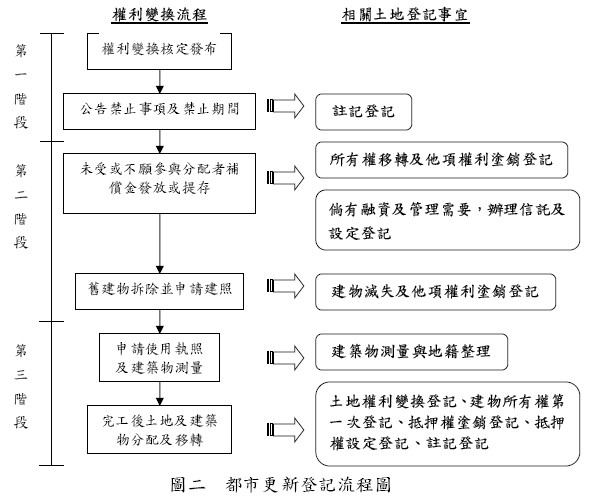 權利變換流程
相關土地登記事宜
第一階段
權利變換核定發布
公告禁止事項及禁止期間
註記登記
第二階段
未受或不願參與分配者補
償金發放或提存
所有權移轉及他項權利塗銷登記
倘有融資及管理需要，辦理信託及
設定登記
舊建物拆除並申請建照
建物滅失及他項權利塗銷登記
第三階段
申請使用執照
及建築物測量
建築物測量與地籍整理
完工後土地及建築
物分配及移轉
土地權利變換登記、建物所有權第
一次登記、抵押權塗銷登記、抵押
權設定登記、註記登記
圖二 都市更新登記流程圖